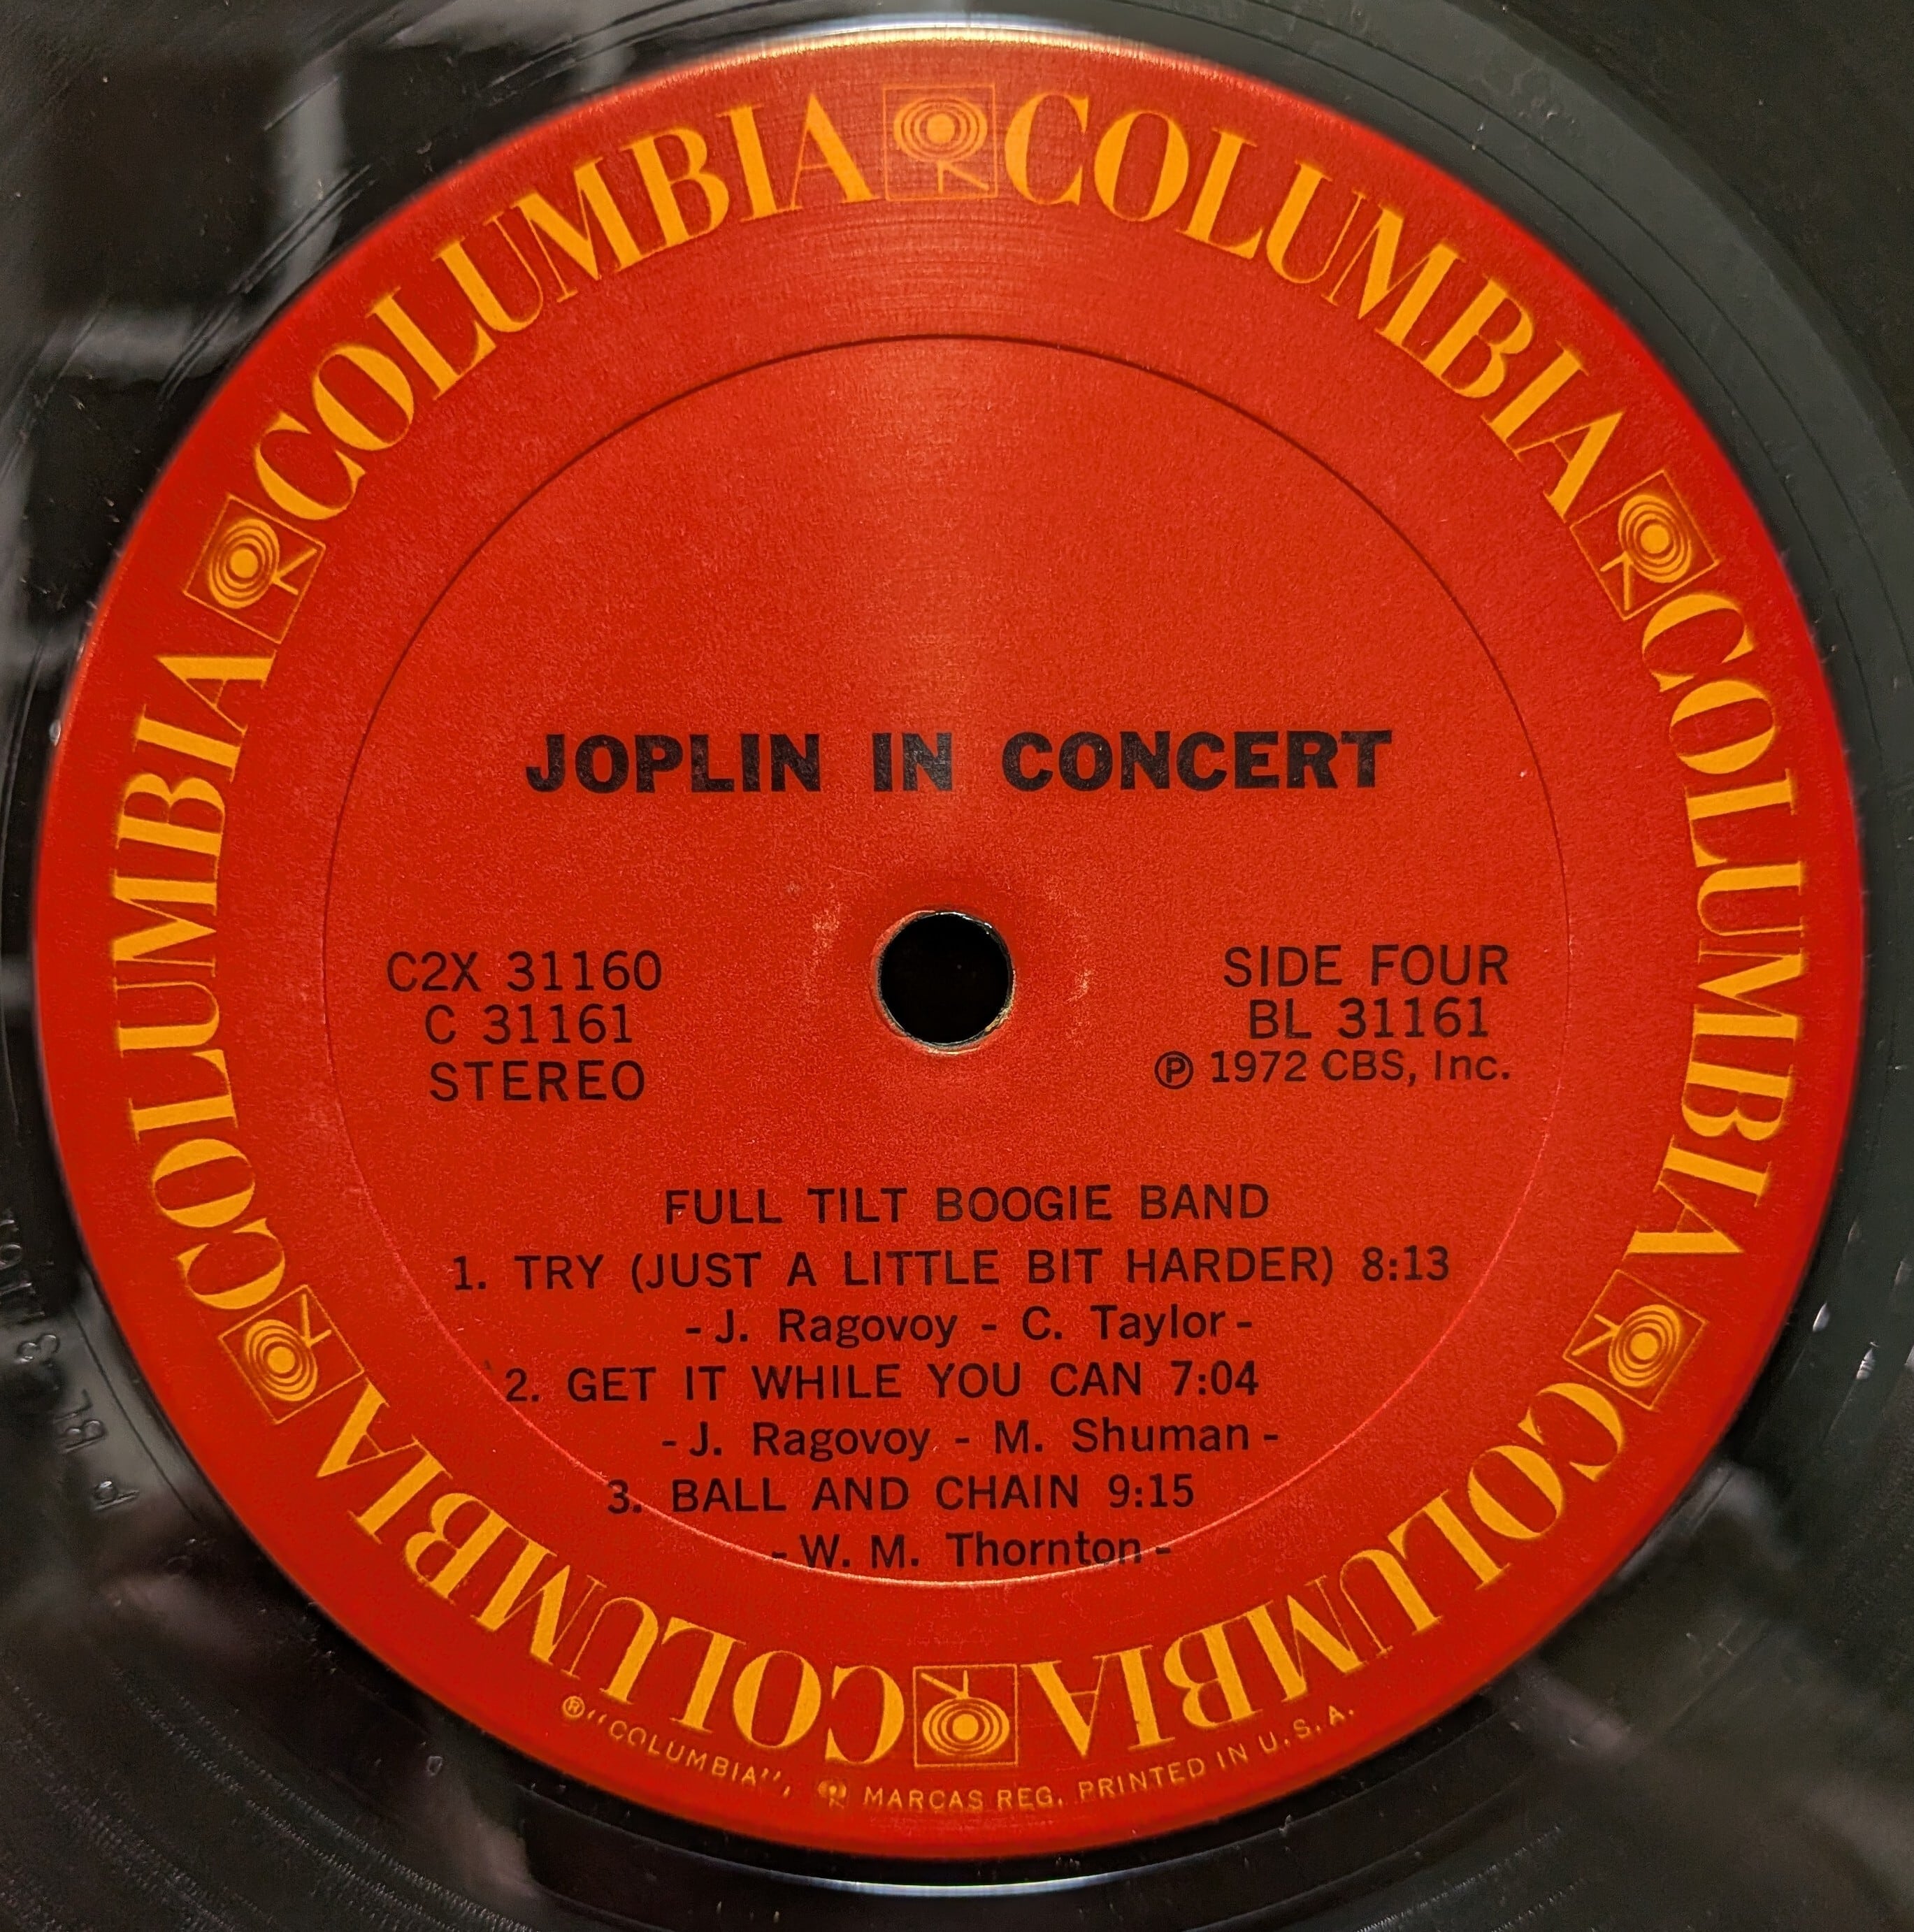 COLUMBIA COLUMBIA COLUMBIA COLUMBIA COLUMBIA COLUMBIA
JOPLIN IN CONCERT
C2X 31160
C 31161
STEREO
SIDE FOUR
BL 31161
℗ 1972 CBS, Inc.
FULL TILT BOOGIE BAND
1. TRY (JUST A LITTLE BIT HARDER) 8:13
- J. Ragovoy - C. Taylor -
2. GET IT WHILE YOU CAN 7:04
- J. Ragovoy - M. Shuman -
3. BALL AND CHAIN 9:15
- W. M. Thornton -
® "COLUMBIA", MARCAS REG. PRINTED IN U.S.A.